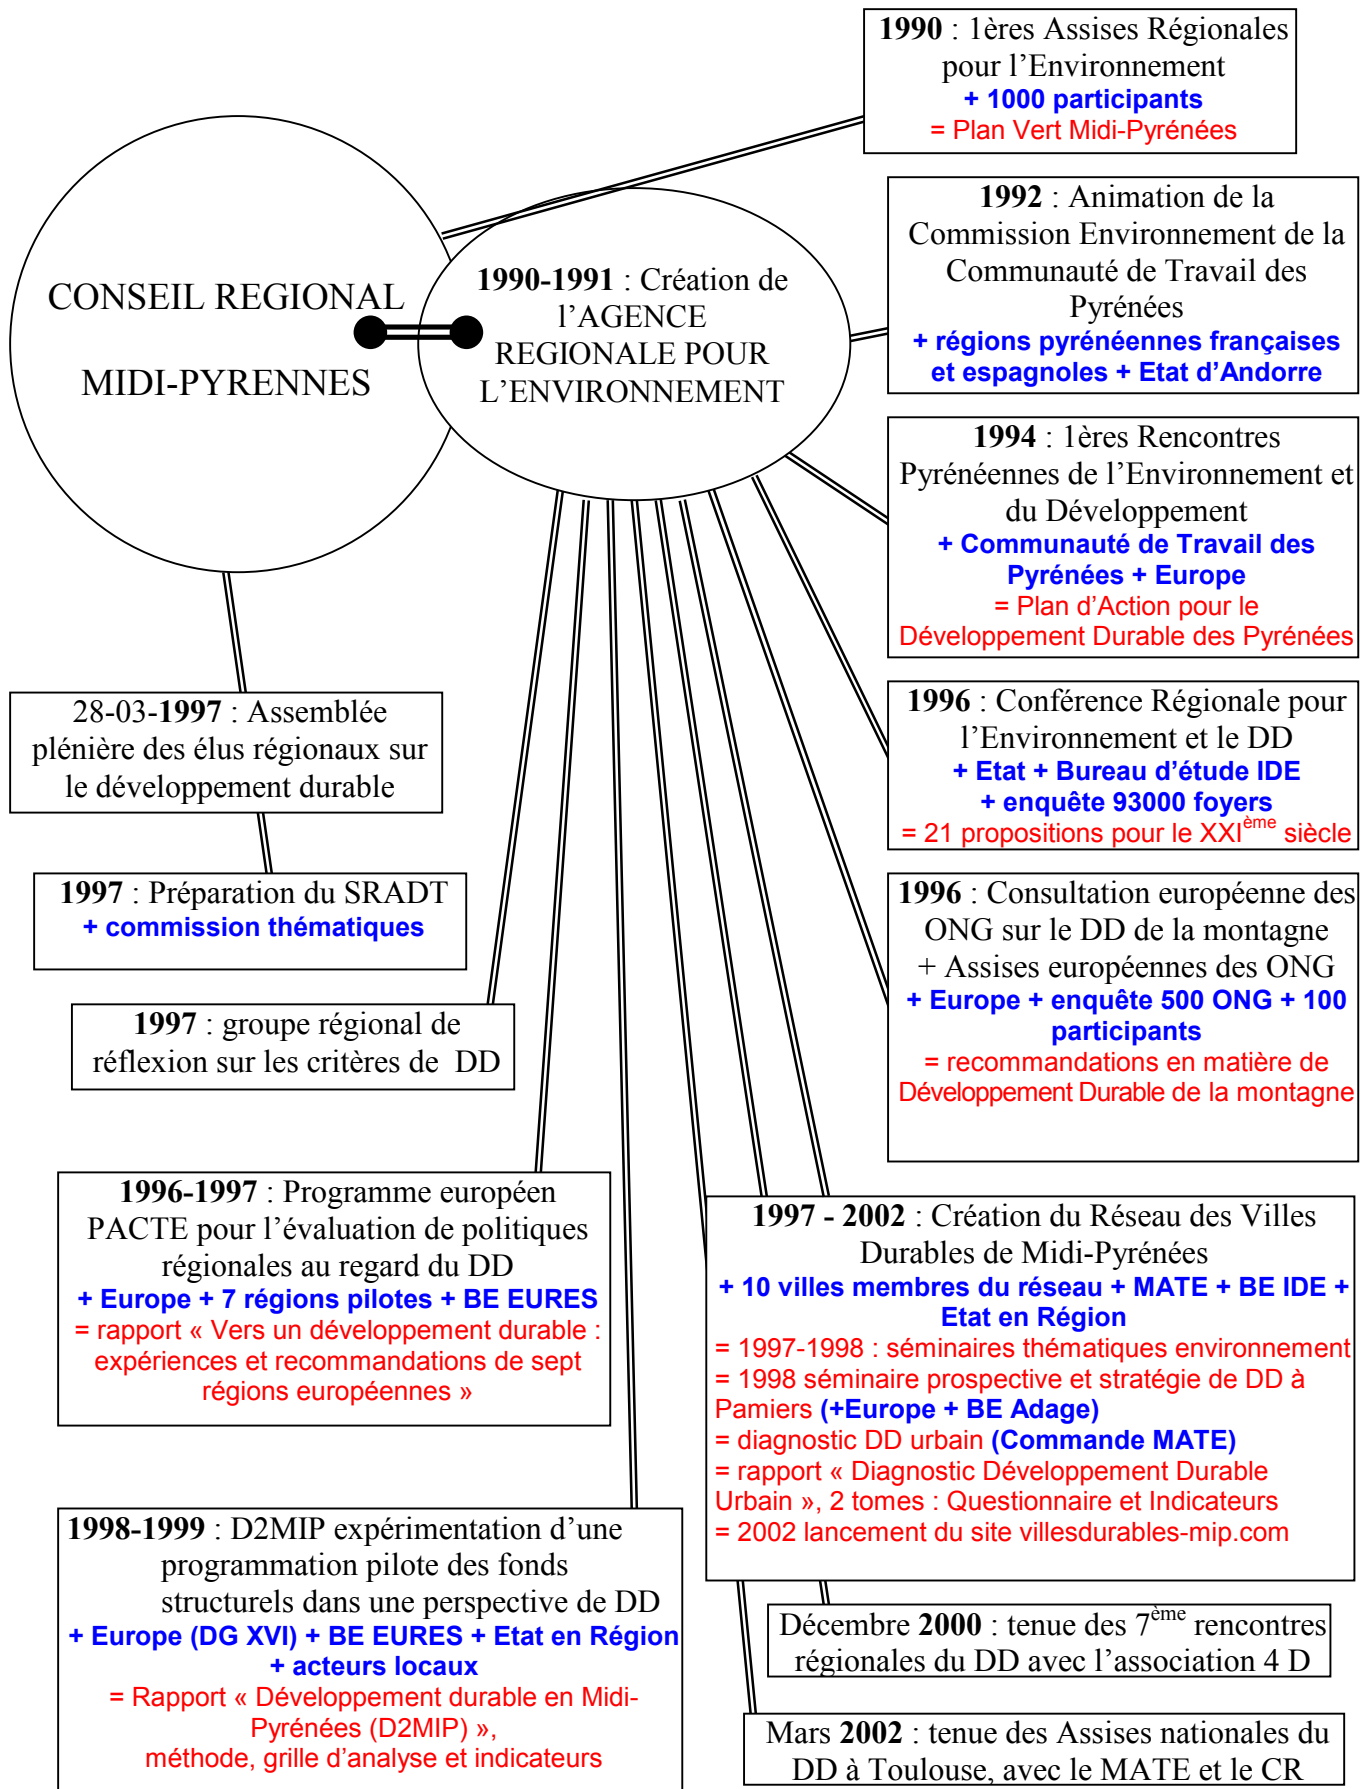 1990 : 1ères Assises Régionales
pour l’Environnement
+ 1000 participants
= Plan Vert Midi-Pyrénées
CONSEIL REGIONAL
MIDI-PYRENNES
1990-1991 : Création de
l’AGENCE
REGIONALE POUR
L’ENVIRONNEMENT
1992 : Animation de la
Commission Environnement de la
Communauté de Travail des
Pyrénées
+ régions pyrénéennes françaises
et espagnoles + Etat d’Andorre
1994 : 1ères Rencontres
Pyrénéennes de l’Environnement et
du Développement
+ Communauté de Travail des
Pyrénées + Europe
= Plan d’Action pour le
Développement Durable des Pyrénées
28-03-1997 : Assemblée
plénière des élus régionaux sur
le développement durable
1996 : Conférence Régionale pour
l’Environnement et le DD
+ Etat + Bureau d’étude IDE
+ enquête 93000 foyers
= 21 propositions pour le XXIème siècle
1997 : Préparation du SRADT
+ commission thématiques
1996 : Consultation européenne des
ONG sur le DD de la montagne
+ Assises européennes des ONG
+ Europe + enquête 500 ONG + 100
participants
= recommandations en matière de
Développement Durable de la montagne
1997 : groupe régional de
réflexion sur les critères de  DD
1996-1997 : Programme européen
PACTE pour l’évaluation de politiques
régionales au regard du DD
+ Europe + 7 régions pilotes + BE EURES
= rapport « Vers un développement durable :
expériences et recommandations de sept
régions européennes »
1997 - 2002 : Création du Réseau des Villes
Durables de Midi-Pyrénées
+ 10 villes membres du réseau + MATE + BE IDE +
Etat en Région
= 1997-1998 : séminaires thématiques environnement
= 1998 séminaire prospective et stratégie de DD à
Pamiers (+Europe + BE Adage)
= diagnostic DD urbain (Commande MATE)
= rapport « Diagnostic Développement Durable
Urbain », 2 tomes : Questionnaire et Indicateurs
= 2002 lancement du site villesdurables-mip.com
1998-1999 : D2MIP expérimentation d’une
programmation pilote des fonds
structurels dans une perspective de DD
+ Europe (DG XVI) + BE EURES + Etat en Région
+ acteurs locaux
= Rapport « Développement durable en Midi-
Pyrénées (D2MIP) »,
méthode, grille d’analyse et indicateurs
Décembre 2000 : tenue des 7ème rencontres
régionales du DD avec l’association 4 D
Mars 2002 : tenue des Assises nationales du
DD à Toulouse, avec le MATE et le CR